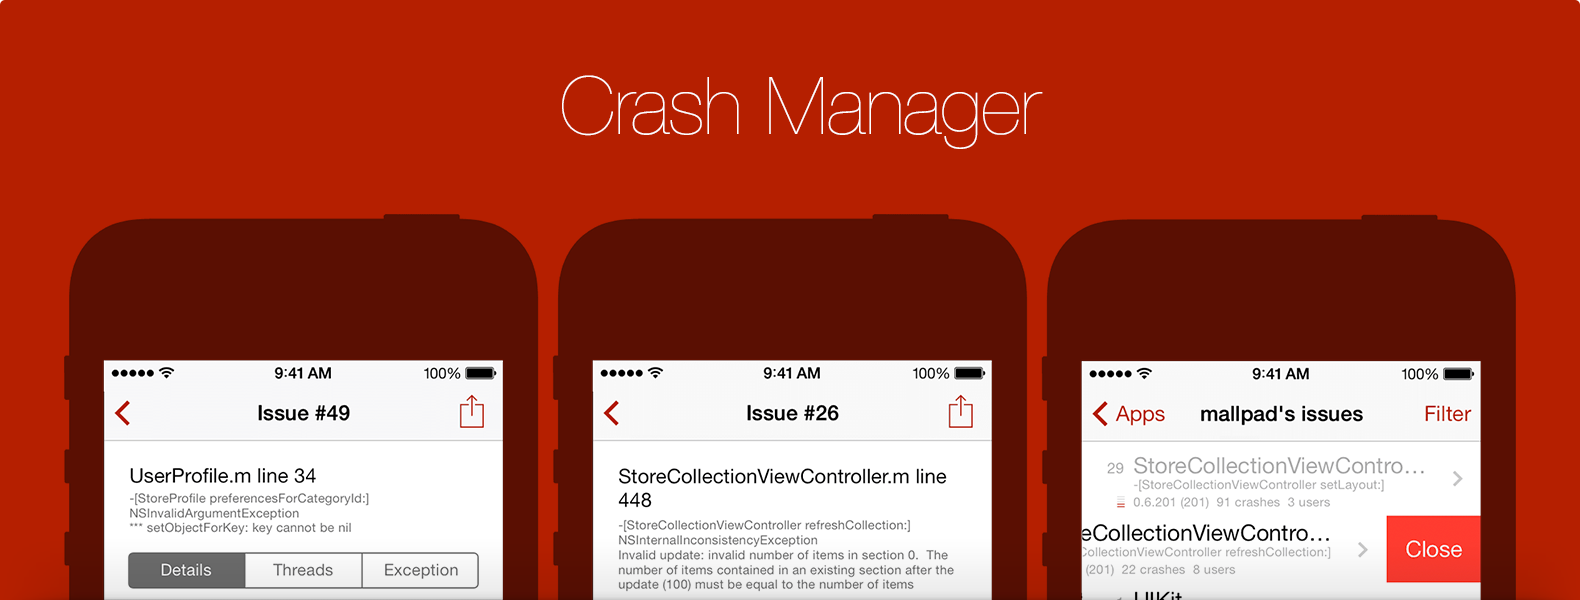 Crash Manager
9:41 AM 100%
Issue #49
UserProfile.m line 34
-[StoreProfile preferencesForCategoryId:]
NSInvalidArgumentException
*** setObjectForKey: key cannot be nil
Details Threads Exception
9:41 AM 100%
Issue #26
StoreCollectionViewController.m line
448
-[StoreCollectionViewController refreshCollection:]
NSInternalInconsistencyException
Invalid update: invalid number of items in section 0. The
number of items contained in an existing section after the
update (100) must be equal to the number of items
9:41 AM 100%
Apps mallpad's issues Filter
29 StoreCollectionViewContro...
-[StoreCollectionViewController setLayout:]
0.6.201 (201) 91 crashes 3 users
eCollectionViewContro...
CollectionViewController refreshCollection:]
(201) 22 crashes 8 users
Close
UIKit